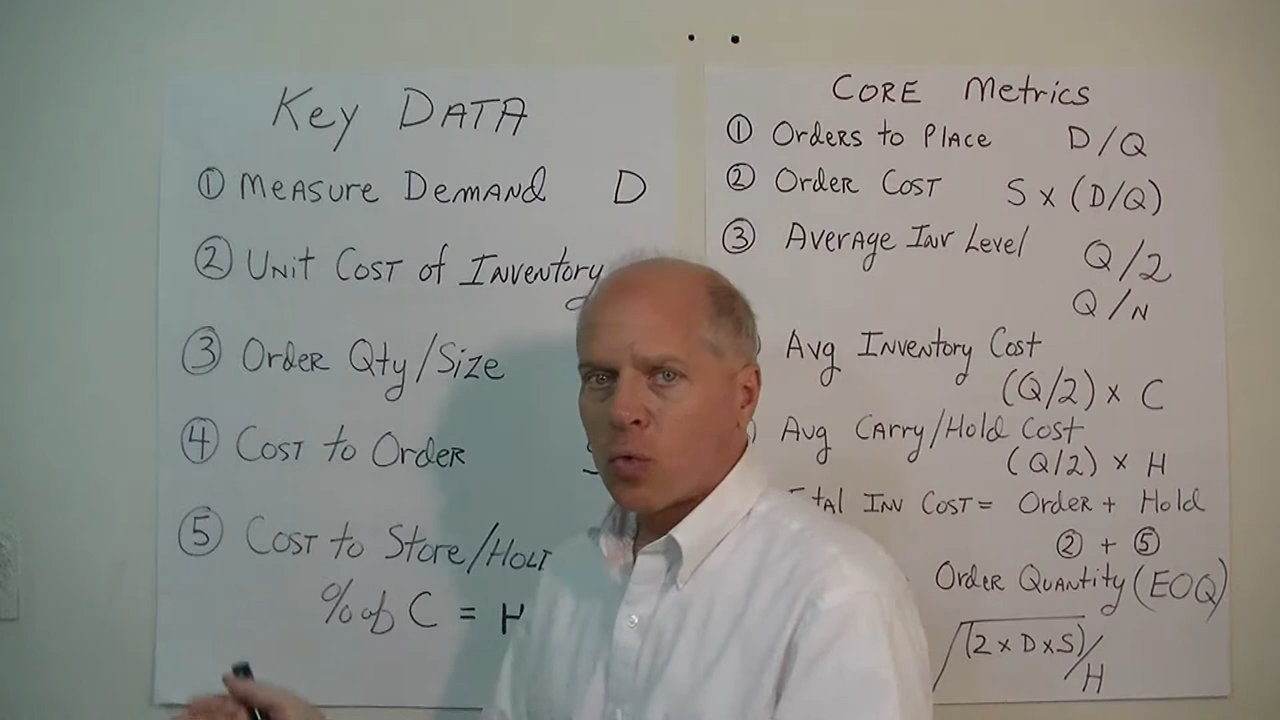 Key DATA
① Measure Demand D
② Unit Cost of Inventory
③ Order Qty/Size
④ Cost to Order
⑤ Cost to Store/Hold
% of C = H
CORE Metrics
① Orders to Place D/Q
② Order Cost S x (D/Q)
③ Average Inv Level Q/2
Q/N
Avg Inventory Cost
(Q/2) x C
Avg Carry/Hold Cost
(Q/2) x H
Inv Cost = Order + Hold
② + ⑤
Order Quantity (EOQ)
√(2 x D x S)/H